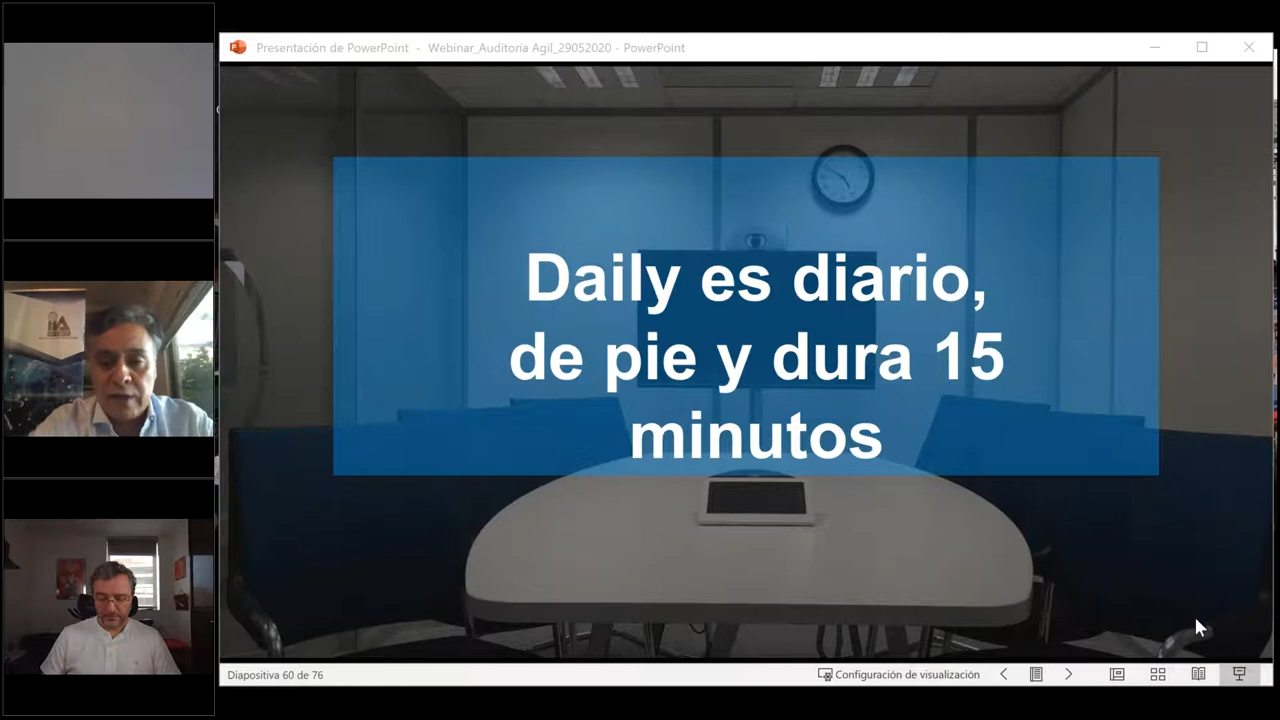 Presentación de PowerPoint - Webinar_Auditoría Agil_29052020 - PowerPoint
Daily es diario,
de pie y dura 15
minutos
Diapositiva 60 de 76
Configuración de visualización